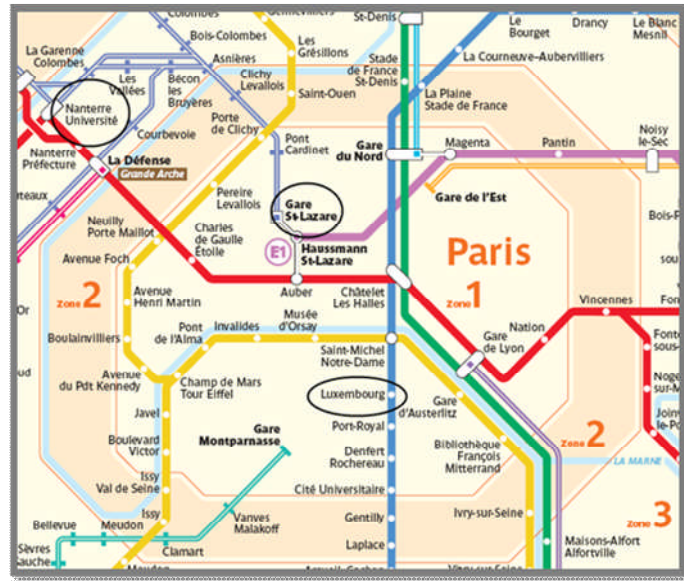 Colombes
Gennevilliers
St-Denis
Le
Bourget
Drancy
Le Blanc
Mesnil
Bois-Colombes
La Garenne
Colombes
Asnières
Les
Grésillons
Stade
de France
St-Denis
La Courneuve-Aubervilliers
Les
Vallées
Bécon
les
Bruyères
Clichy
Levallois
Saint-Ouen
La Plaine
Stade de France
Nanterre
Université
Courbevoie
Porte
de Clichy
Pont
Cardinet
Gare
du Nord
Magenta
Pantin
Noisy
le-Sec
Nanterre
Préfecture
La Défense
Grande Arche
Pereire
Levallois
Gare
St-Lazare
Gare de l'Est
Neuilly
Porte Maillot
Charles
de Gaulle
Étoile
E1
Haussmann
St-Lazare
Paris
Avenue Foch
Zone 2
Avenue
Henri Martin
Auber
Châtelet
Les Halles
Zone 1
Vincennes
Boulainvilliers
Pont
de l'Alma
Invalides
Musée
d'Orsay
Gare
de Lyon
Nation
Saint-Michel
Notre-Dame
Avenue
du Pdt Kennedy
Champ de Mars
Tour Eiffel
Luxembourg
Gare
d'Austerlitz
Javel
Gare
Montparnasse
Port-Royal
Boulevard
Victor
Denfert
Rochereau
Bibliothèque
François
Mitterrand
Zone 2
LA MARNE
Issy
Val de Seine
Cité Universitaire
Issy
Vanves
Malakoff
Gentilly
Ivry-sur-Seine
Zone 3
Bellevue
Meudon
Clamart
Laplace
Maisons-Alfort
Alfortville
Sèvres
Meudon
Vitry-sur-Seine